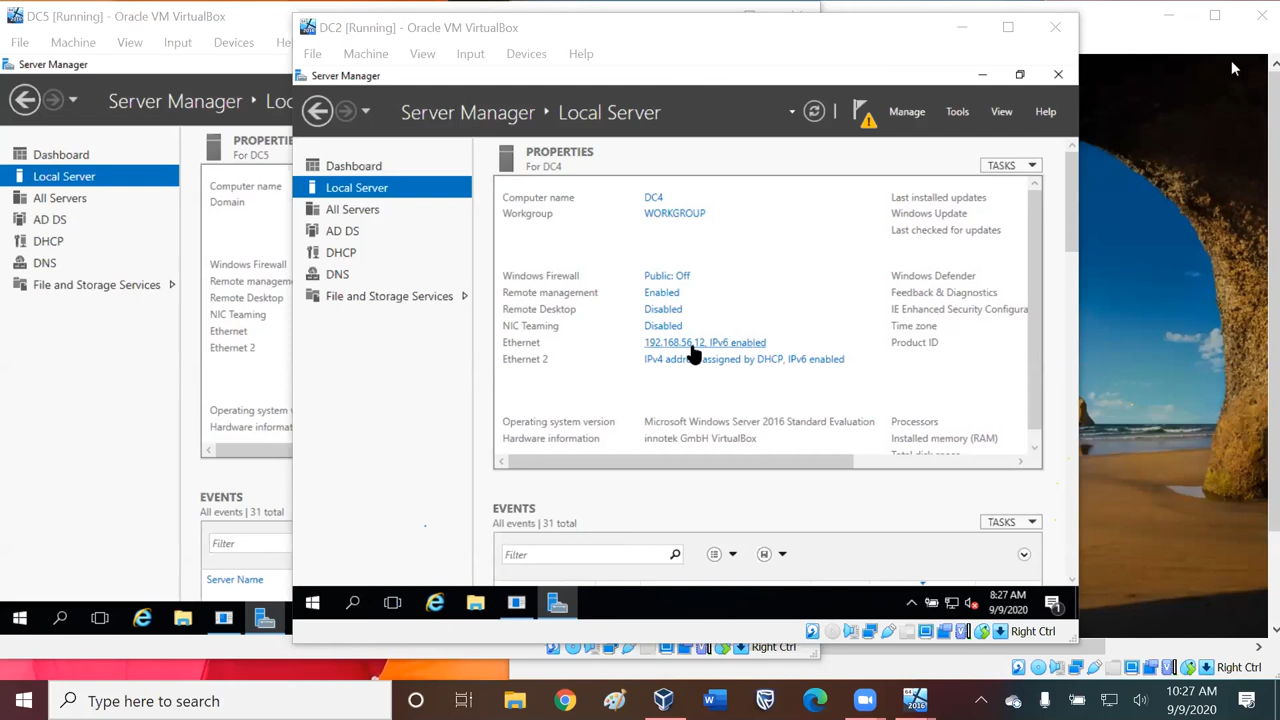 DC5 [Running] - Oracle VM VirtualBox
File Machine View Input Devices
Server Manager
Server Manager
Dashboard
Local Server
All Servers
AD DS
DHCP
DNS
File and Storage Services
For DC5
Computer name
Domain
Windows Firewall
Remote Desktop
NIC Teaming
Ethernet
Ethernet 2
EVENTS
All events | 31 total
Filter
Server Name
Right Ctrl
DC2 [Running] - Oracle VM VirtualBox
File Machine View Input Devices Help
Server Manager
Server Manager Local Server
Manage Tools View Help
Dashboard
Local Server
All Servers
AD DS
DHCP
DNS
File and Storage Services
PROPERTIES
For DC4
TASKS
Computer name DC4 Last installed updates
Workgroup WORKGROUP Windows Update
Last checked for updates
Windows Firewall Public: Off Windows Defender
Remote management Enabled Feedback & Diagnostics
Remote Desktop Disabled IE Enhanced Security Configura
NIC Teaming Disabled Time zone
Ethernet 192.168.56.12, IPv6 enabled Product ID
Ethernet 2 IPv4 addr assigned by DHCP, IPv6 enabled
Operating system version Microsoft Windows Server 2016 Standard Evaluation Processors
Hardware information innotek GmbH VirtualBox Installed memory (RAM)
EVENTS
All events | 31 total
TASKS
Filter
8:27 AM
9/9/2020
Right Ctrl
Right Ctrl
Type here to search
10:27 AM
9/9/2020